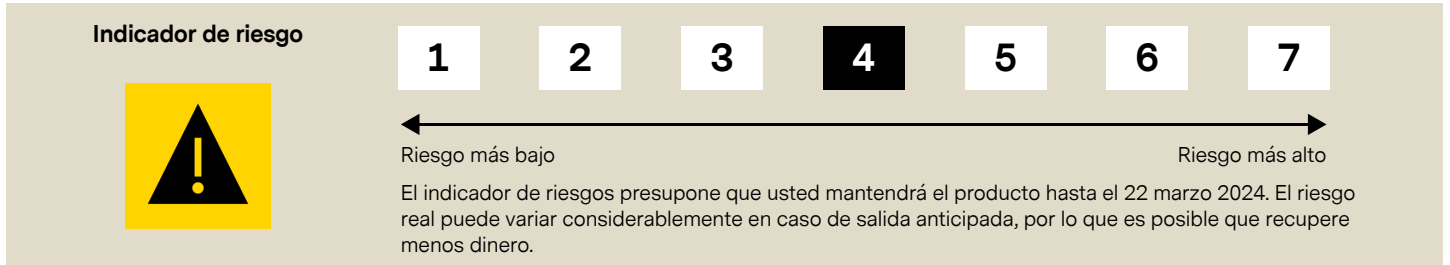 Indicador de riesgo
1 2 3 4 5 6 7
Riesgo más bajo Riesgo más alto
El indicador de riesgos presupone que usted mantendrá el producto hasta el 22 marzo 2024. El riesgo
real puede variar considerablemente en caso de salida anticipada, por lo que es posible que recupere
menos dinero.